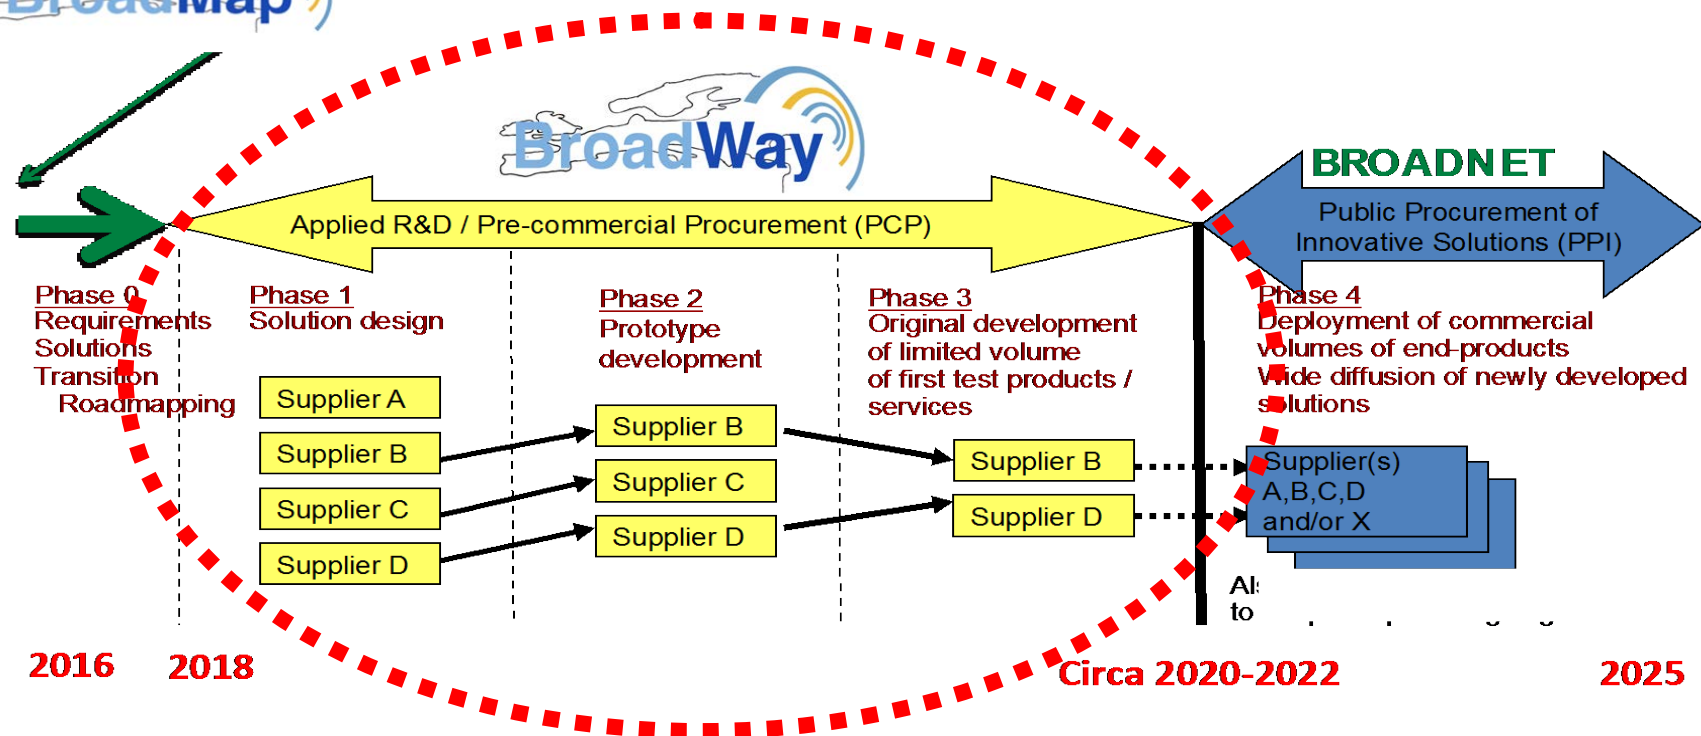 BroadMap
BroadWay
BROADNET
Applied R&D / Pre-commercial Procurement (PCP)
Public Procurement of
Innovative Solutions (PPI)
Phase 0
Requirements
Solutions
Transition
Roadmapping
Phase 1
Solution design
Phase 2
Prototype
development
Phase 3
Original development
of limited volume
of first test products /
services
Phase 4
Deployment of commercial
volumes of end-products
Wide diffusion of newly developed
solutions
Supplier A
Supplier B
Supplier C
Supplier D
Supplier B
Supplier C
Supplier D
Supplier B
Supplier D
Supplier(s)
A,B,C,D
and/or X
to
2016
2018
Circa 2020-2022
2025